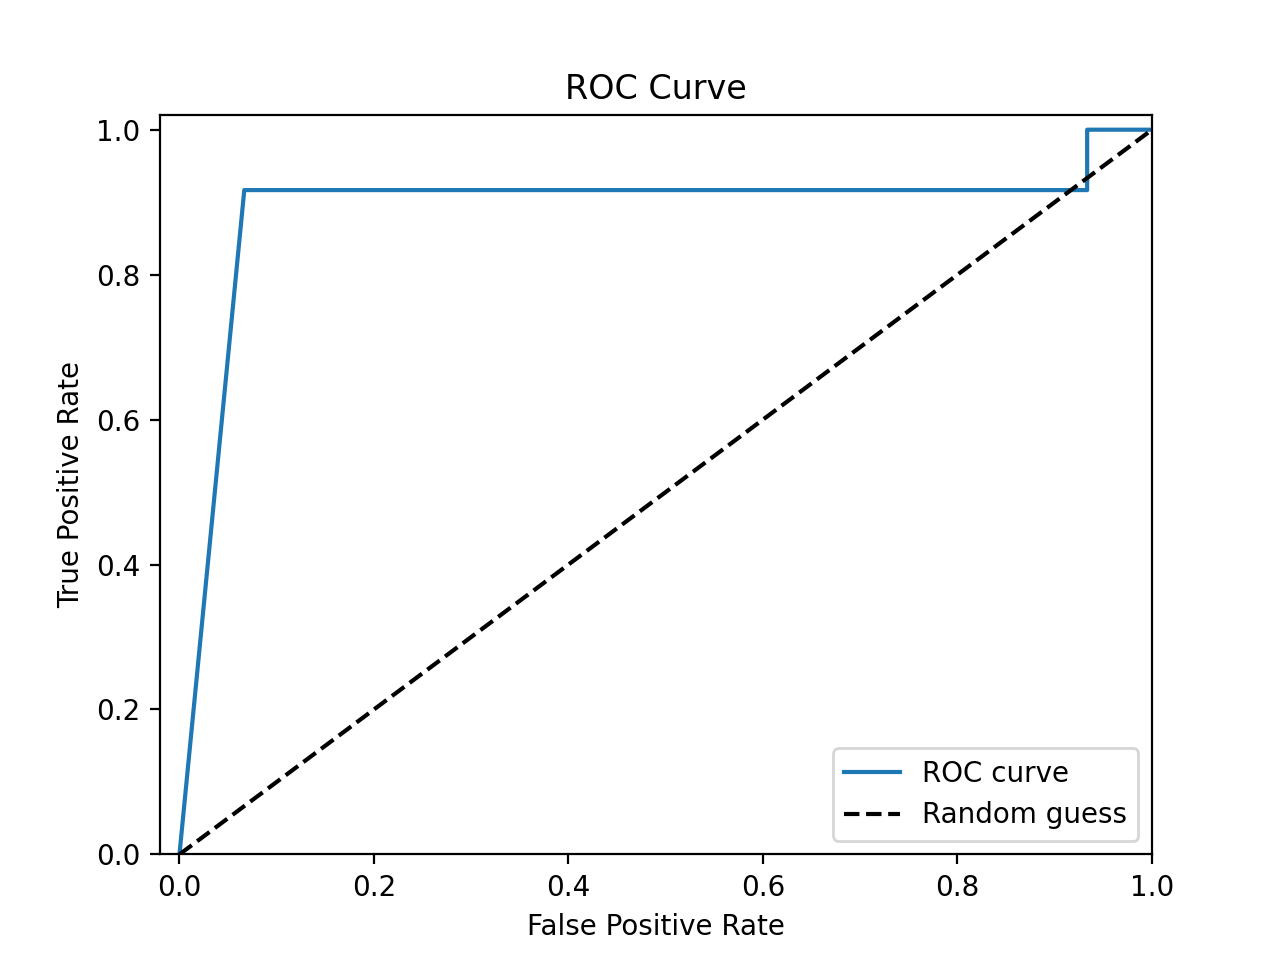 ROC Curve
1.0
0.8
0.6
0.4
0.2
0.0
True Positive Rate
ROC curve
Random guess
0.0 0.2 0.4 0.6 0.8 1.0
False Positive Rate